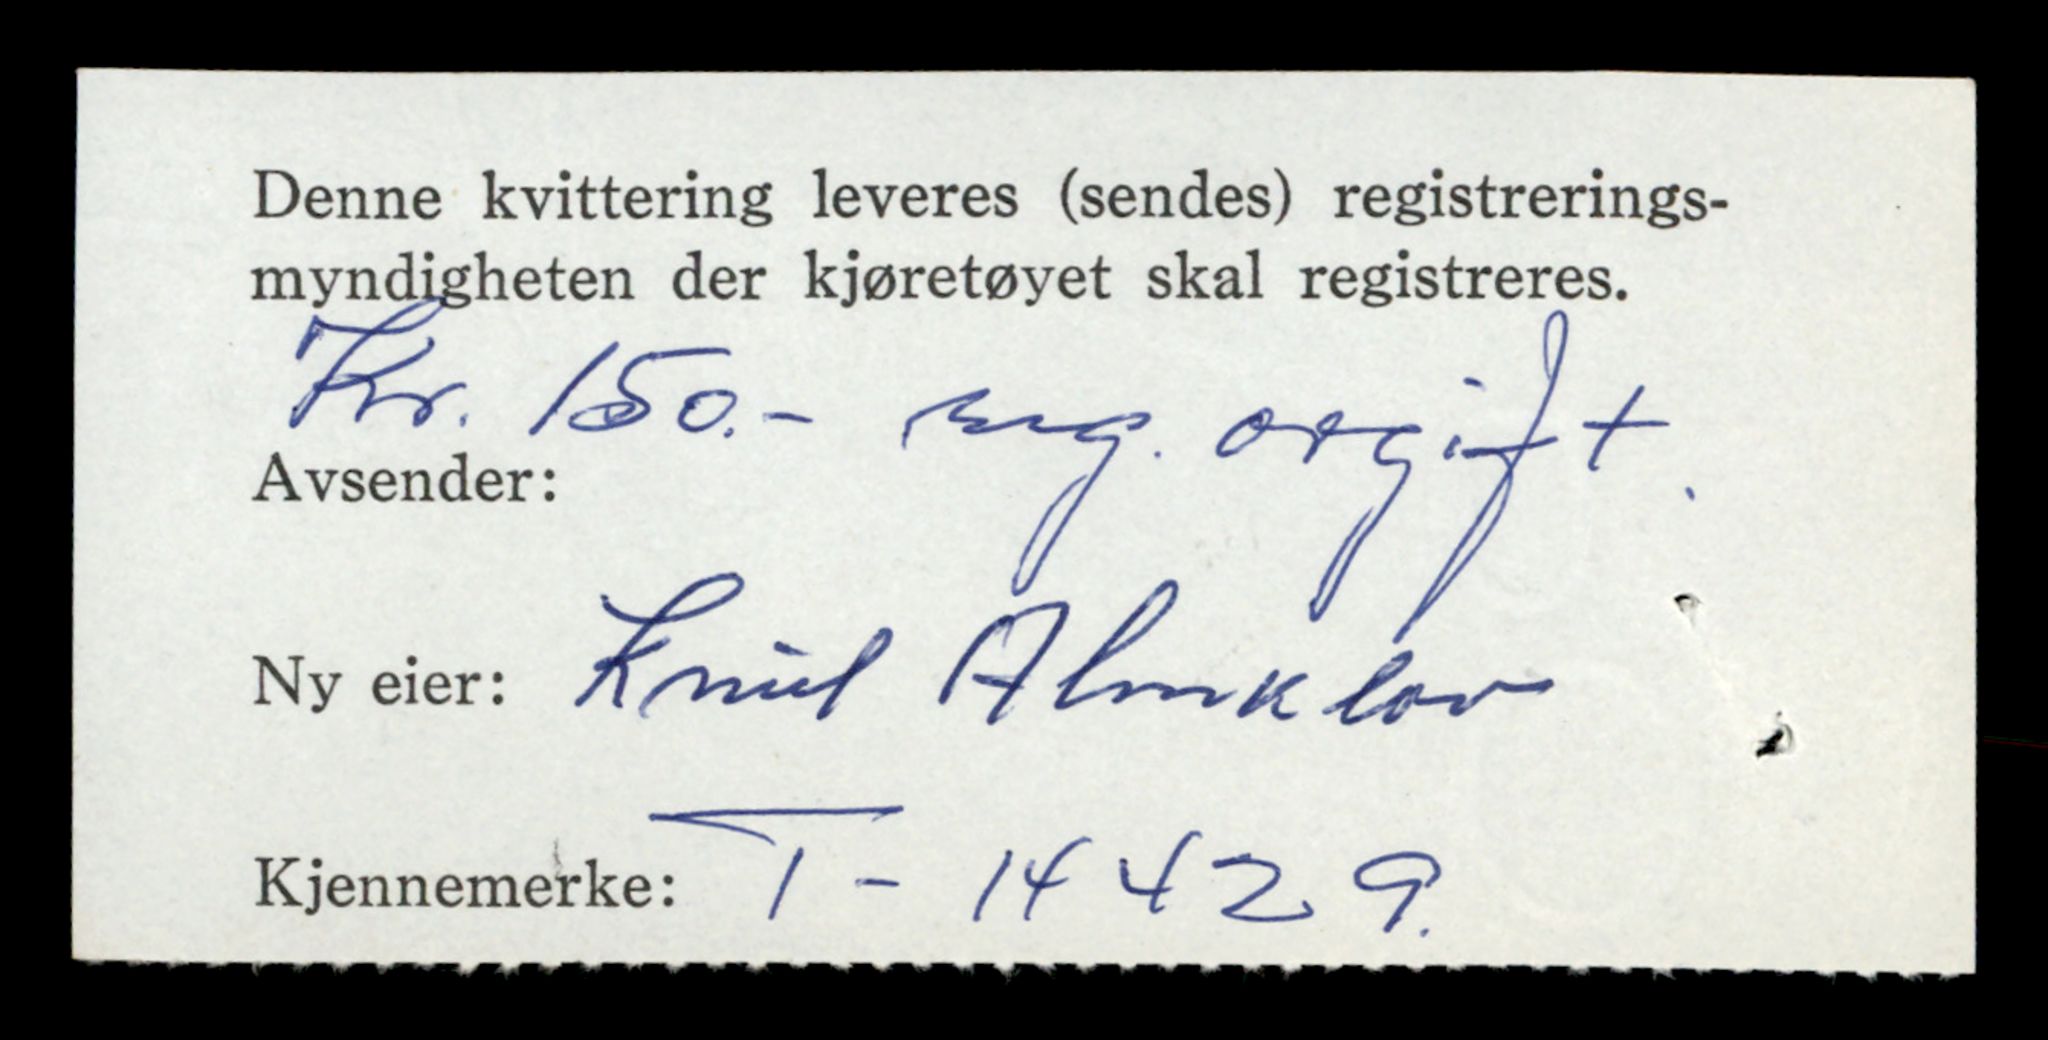 Denne kvittering leveres (sendes) registrerings-
myndigheten der kjøretøyet skal registreres.
Kr. 150.- reg. avgift.
Avsender:
Ny eier: Knut Almklov
Kjennemerke: T - 14429.